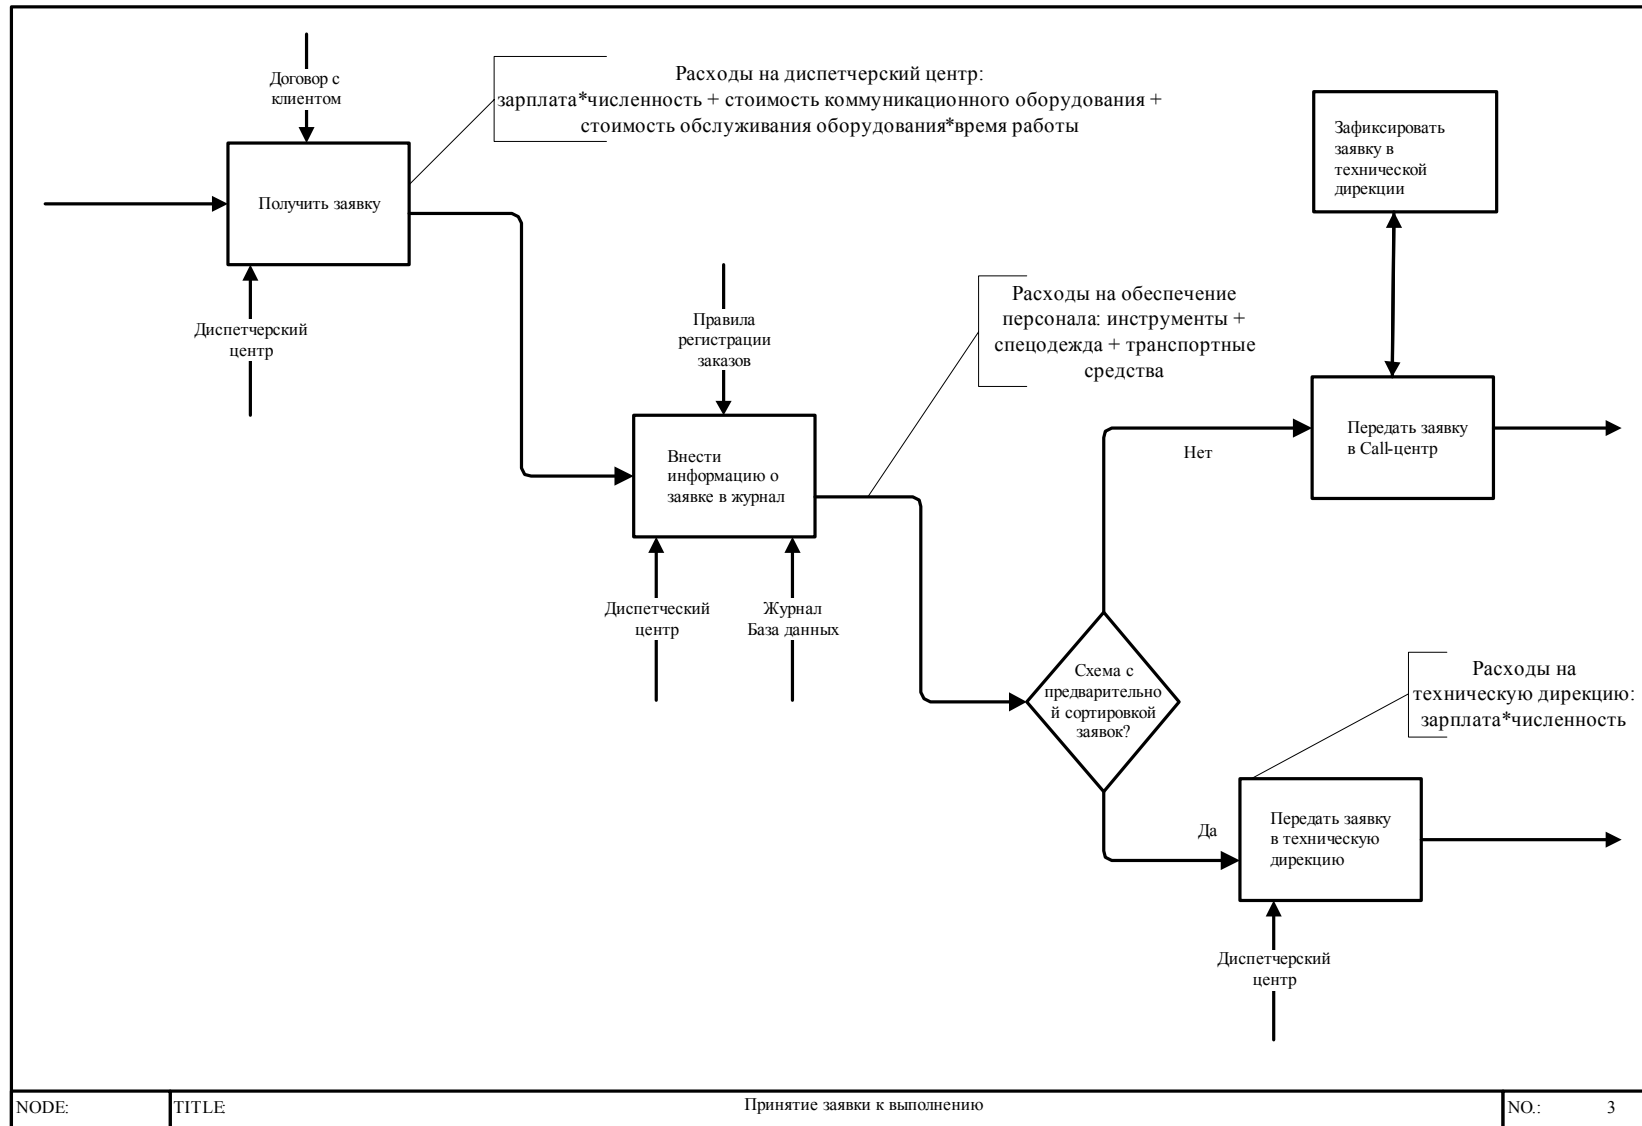 Договор с
клиентом
Расходы на диспетчерский центр:
зарплата*численность + стоимость коммуникационного оборудования +
стоимость обслуживания оборудования*время работы
Получить заявку
Диспетчерский
центр
Зафиксировать
заявку в
технической
дирекции
Правила
регистрации
заказов
Расходы на обеспечение
персонала: инструменты +
спецодежда + транспортные
средства
Внести
информацию о
заявке в журнал
Нет
Передать заявку
в Call-центр
Диспетческий
центр
Журнал
База данных
Схема с
предварительно
й сортировкой
заявок?
Расходы на
техническую дирекцию:
зарплата*численность
Да
Передать заявку
в техническую
дирекцию
Диспетчерский
центр
NODE:
TITLE:
Принятие заявки к выполнению
NO.: 3